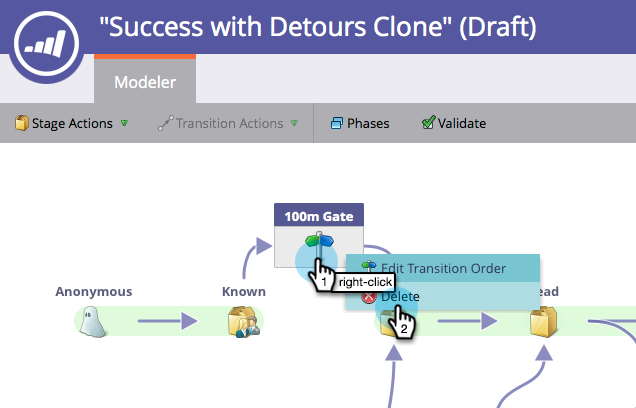 "Success with Detours Clone" (Draft)
Modeler
Stage Actions Transition Actions Phases Validate
100m Gate
1 right-click
Edit Transition Order
Delete
2
Anonymous Known ead